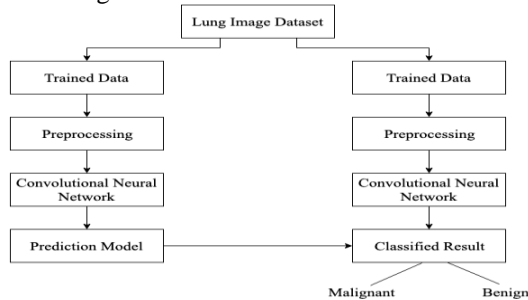 Lung Image Dataset
Trained Data
Trained Data
Preprocessing
Preprocessing
Convolutional Neural
Network
Convolutional Neural
Network
Prediction Model
Classified Result
Malignant
Benign